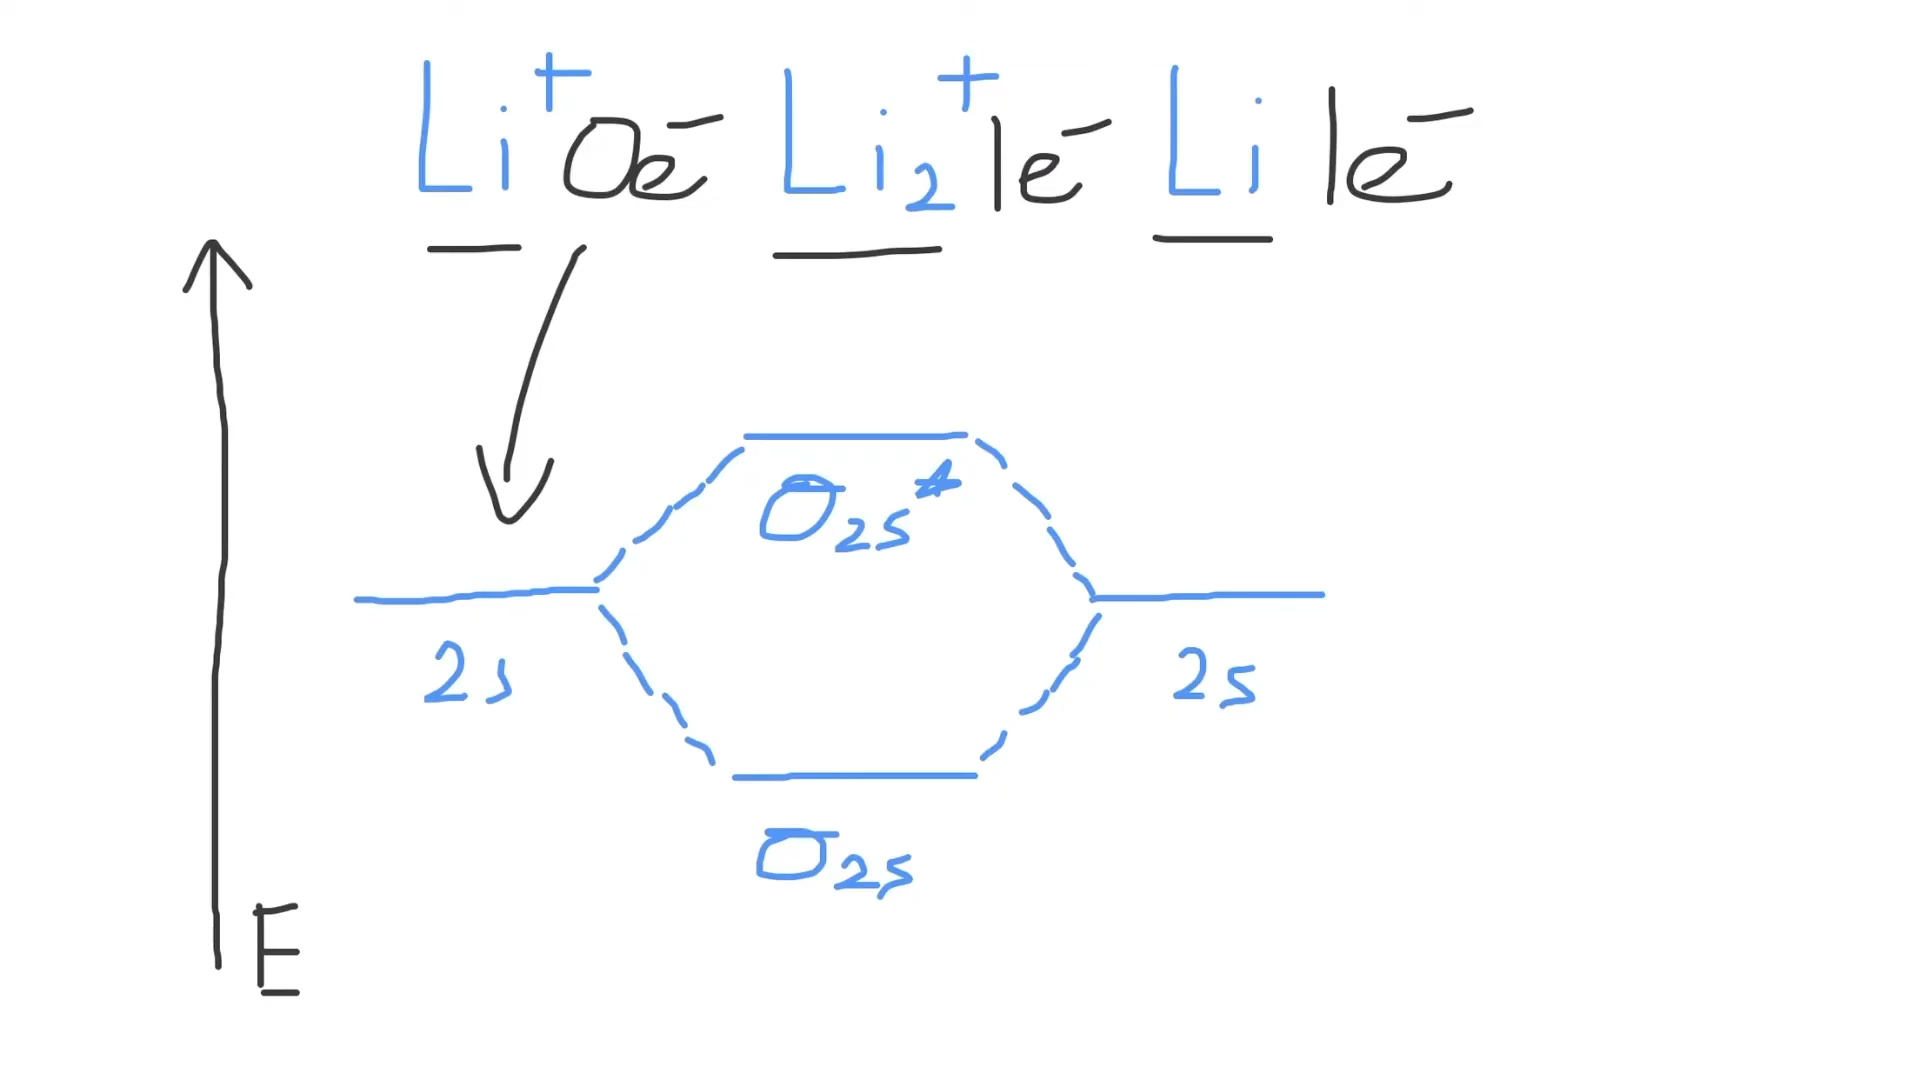 Li⁺ 0e⁻ Li₂⁺ 1e⁻ Li 1e⁻
σ₂ₛ*
2s 2s
σ₂ₛ
E